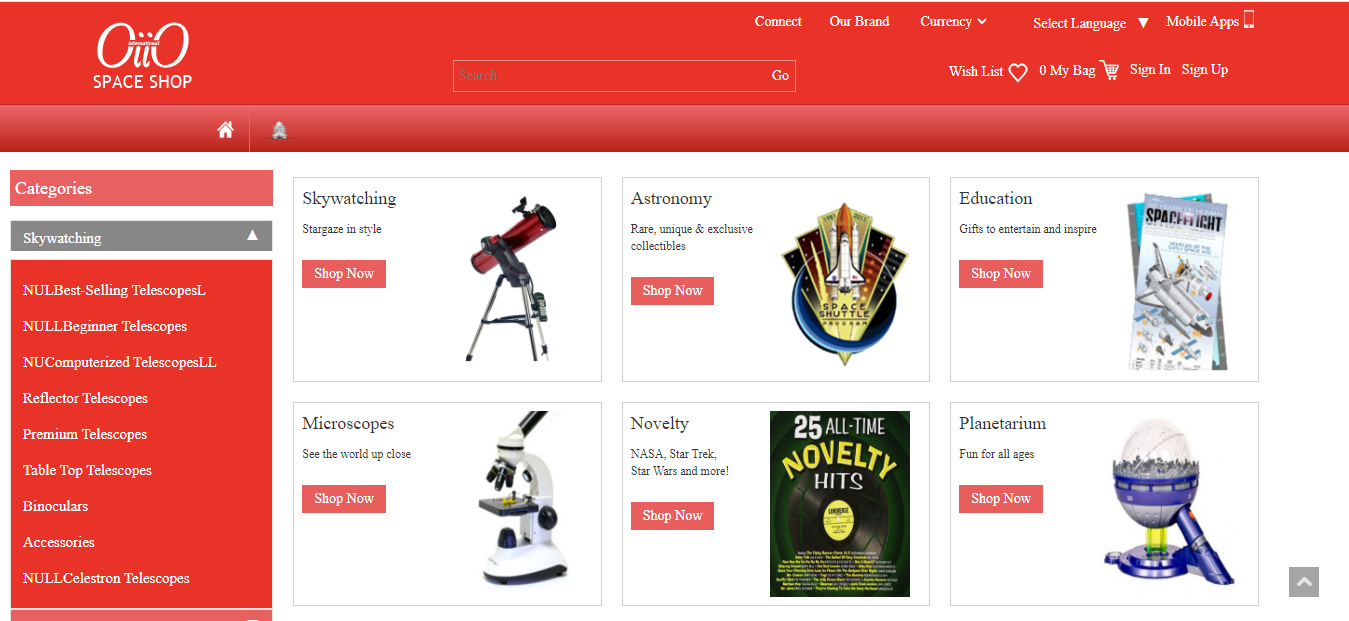 Connect Our Brand Currency Select Language ▼ Mobile Apps
OiiO
international
SPACE SHOP
Search Go
Wish List 0 My Bag Sign In Sign Up
Categories
Skywatching ▲
NULBest-Selling TelescopesL
NULLBeginner Telescopes
NUComputerized TelescopesLL
Reflector Telescopes
Premium Telescopes
Table Top Telescopes
Binoculars
Accessories
NULLCelestron Telescopes
Skywatching
Stargaze in style
Shop Now
Astronomy
Rare, unique & exclusive
collectibles
Shop Now
1981 2011
SPACE
SHUTTLE
PROGRAM
Education
Gifts to entertain and inspire
Shop Now
SPACEFLIGHT
Microscopes
See the world up close
Shop Now
Novelty
NASA, Star Trek,
Star Wars and more!
Shop Now
25 ALL-TIME
NOVELTY
HITS
Planetarium
Fun for all ages
Shop Now